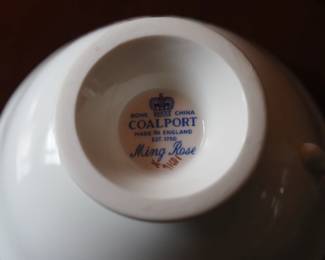 BONE CHINA
COALPORT
MADE IN ENGLAND
EST. 1750
Ming Rose